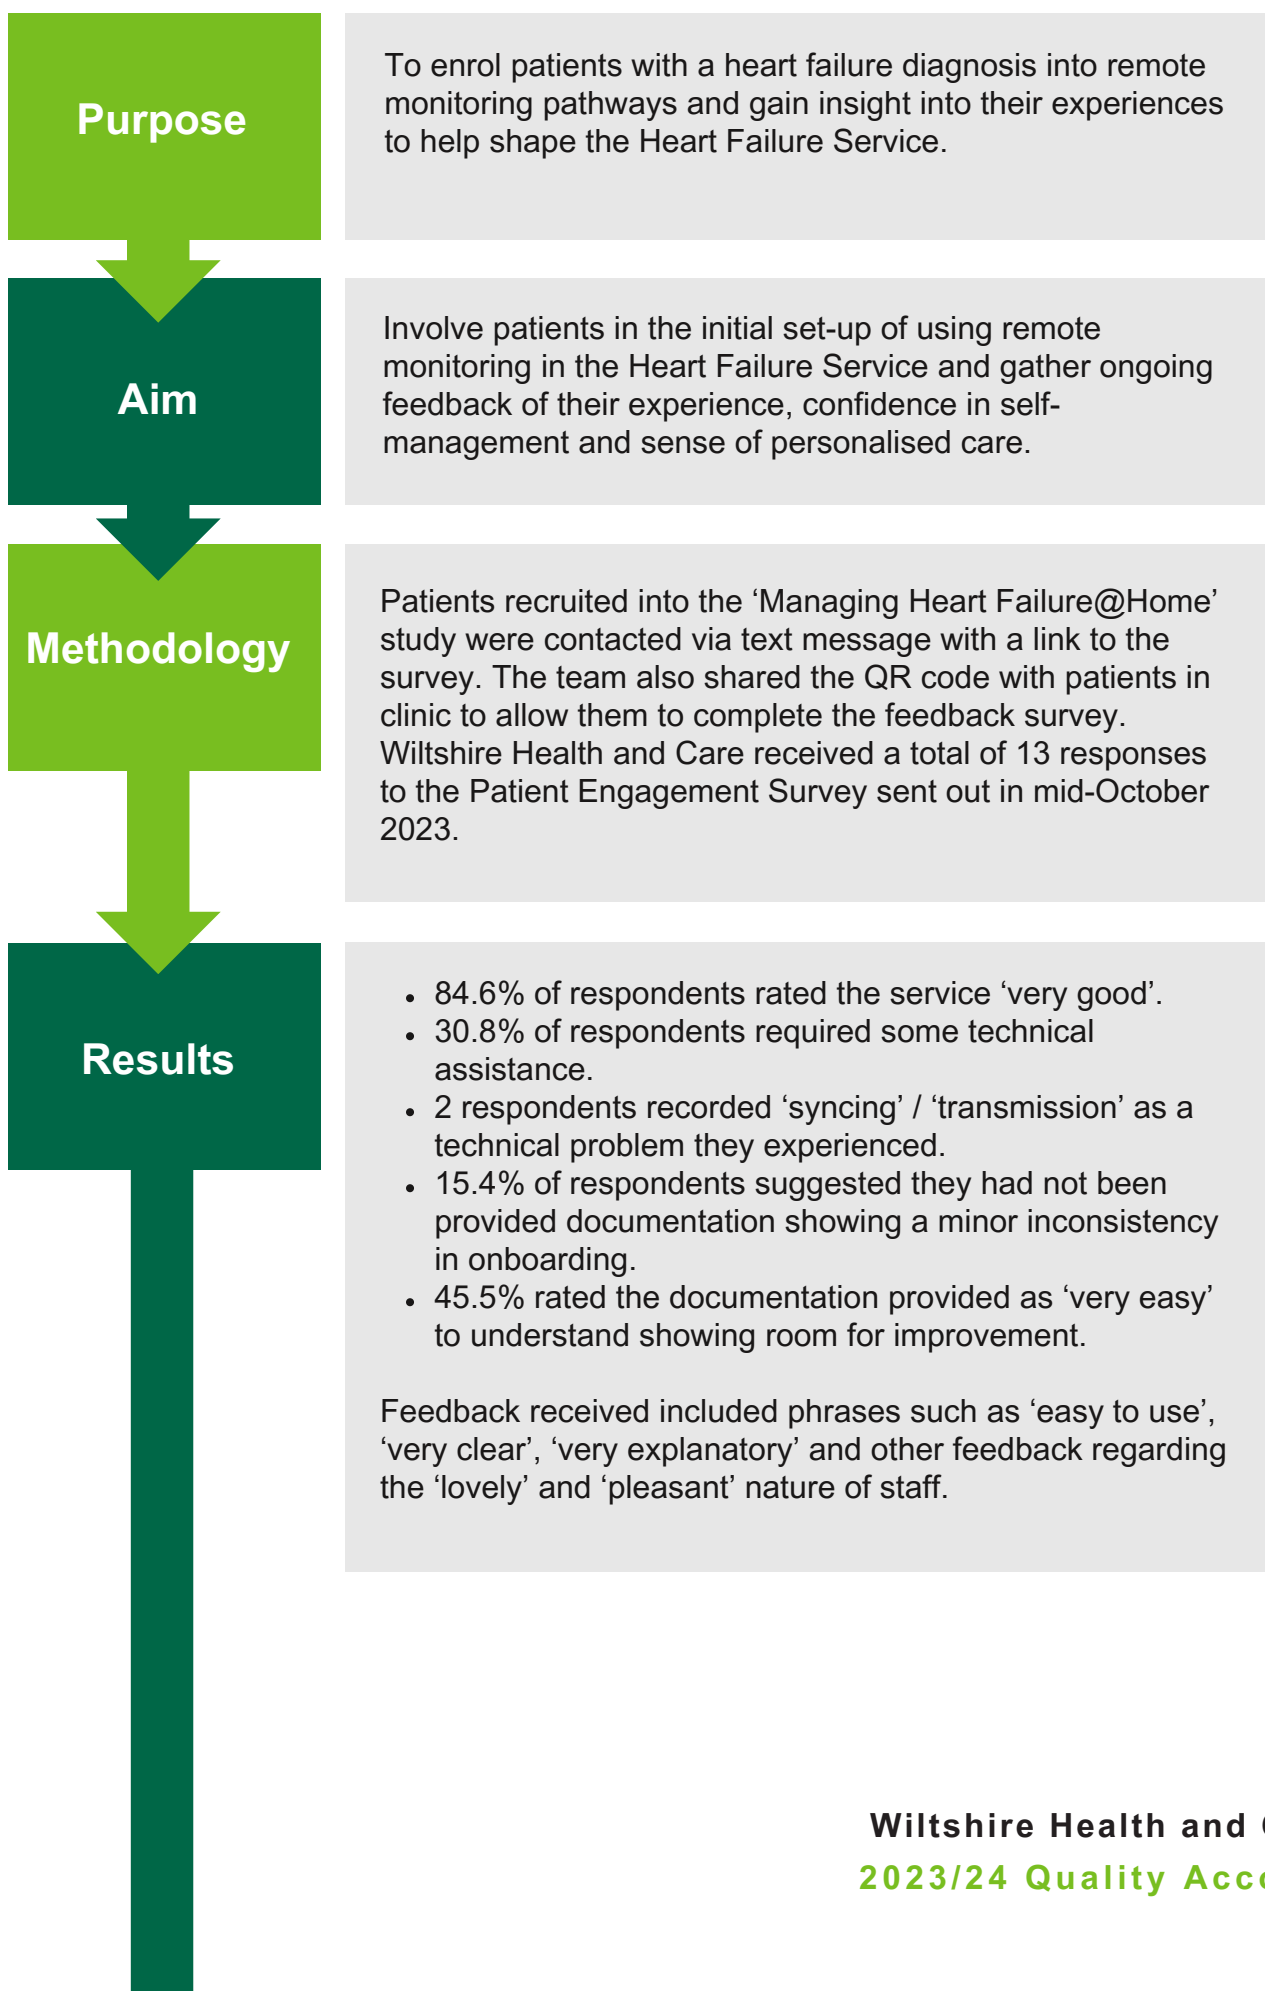 Purpose
To enrol patients with a heart failure diagnosis into remote
monitoring pathways and gain insight into their experiences
to help shape the Heart Failure Service.
Aim
Involve patients in the initial set-up of using remote
monitoring in the Heart Failure Service and gather ongoing
feedback of their experience, confidence in self-
management and sense of personalised care.
Methodology
Patients recruited into the ‘Managing Heart Failure@Home’
study were contacted via text message with a link to the
survey. The team also shared the QR code with patients in
clinic to allow them to complete the feedback survey.
Wiltshire Health and Care received a total of 13 responses
to the Patient Engagement Survey sent out in mid-October
2023.
Results
• 84.6% of respondents rated the service ‘very good’.
• 30.8% of respondents required some technical
assistance.
• 2 respondents recorded ‘syncing’ / ‘transmission’ as a
technical problem they experienced.
• 15.4% of respondents suggested they had not been
provided documentation showing a minor inconsistency
in onboarding.
• 45.5% rated the documentation provided as ‘very easy’
to understand showing room for improvement.
Feedback received included phrases such as ‘easy to use’,
‘very clear’, ‘very explanatory’ and other feedback regarding
the ‘lovely’ and ‘pleasant’ nature of staff.
Wiltshire Health and
2023/24 Quality